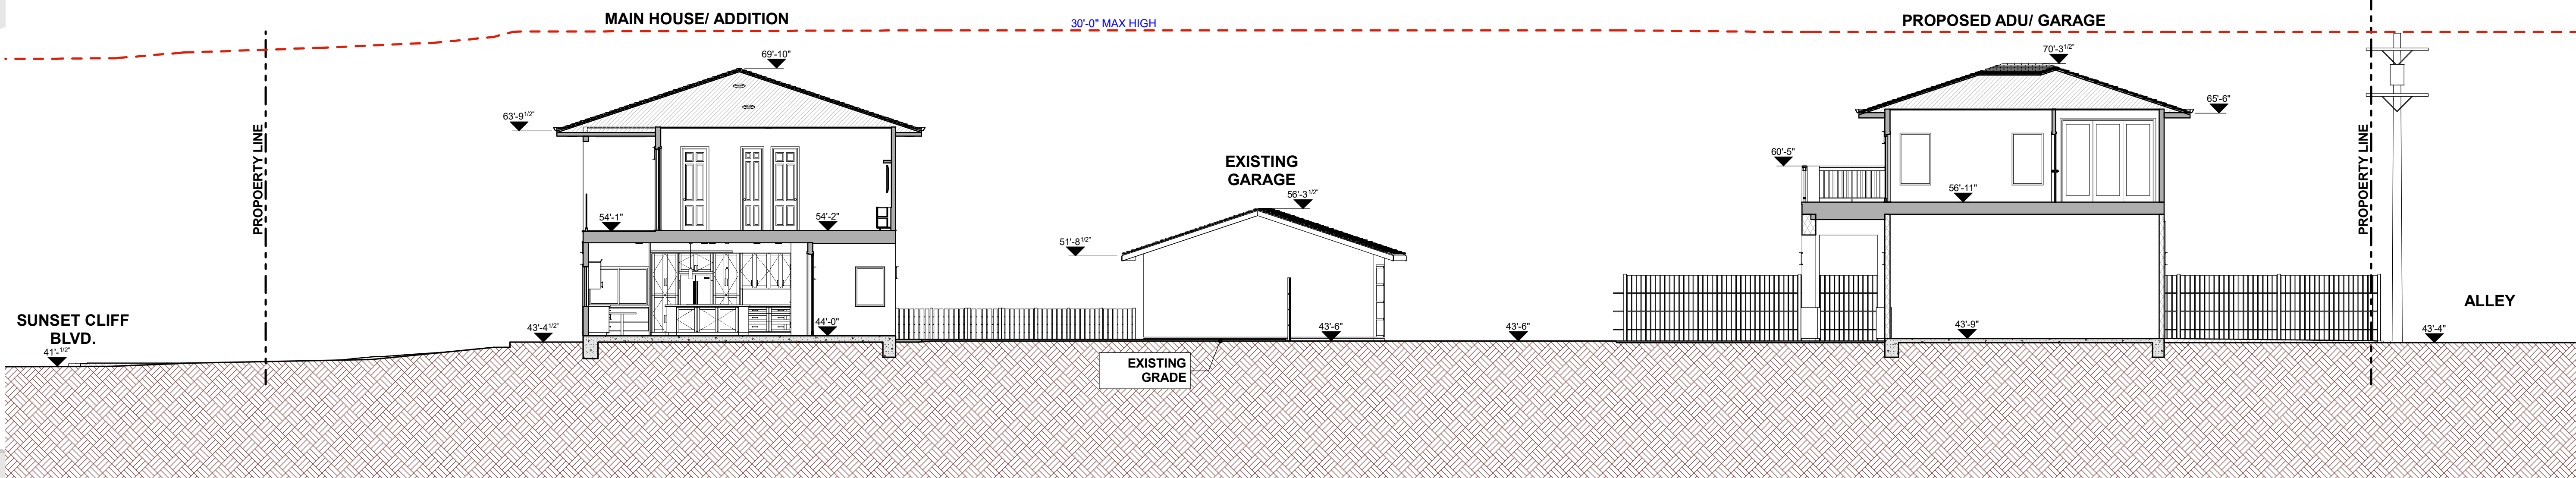 MAIN HOUSE/ ADDITION
30'-0" MAX HIGH
PROPOSED ADU/ GARAGE
69'-10"
70'-3 1/2"
63'-9 1/2"
65'-6"
PROPOERTY LINE
PROPOERTY LINE
EXISTING
GARAGE
60'-5"
56'-3 1/2"
56'-11"
54'-1"
54'-2"
51'-8 1/2"
SUNSET CLIFF
BLVD.
41'- 1/2"
43'-4 1/2"
44'-0"
43'-6"
43'-6"
43'-9"
ALLEY
43'-4"
EXISTING
GRADE